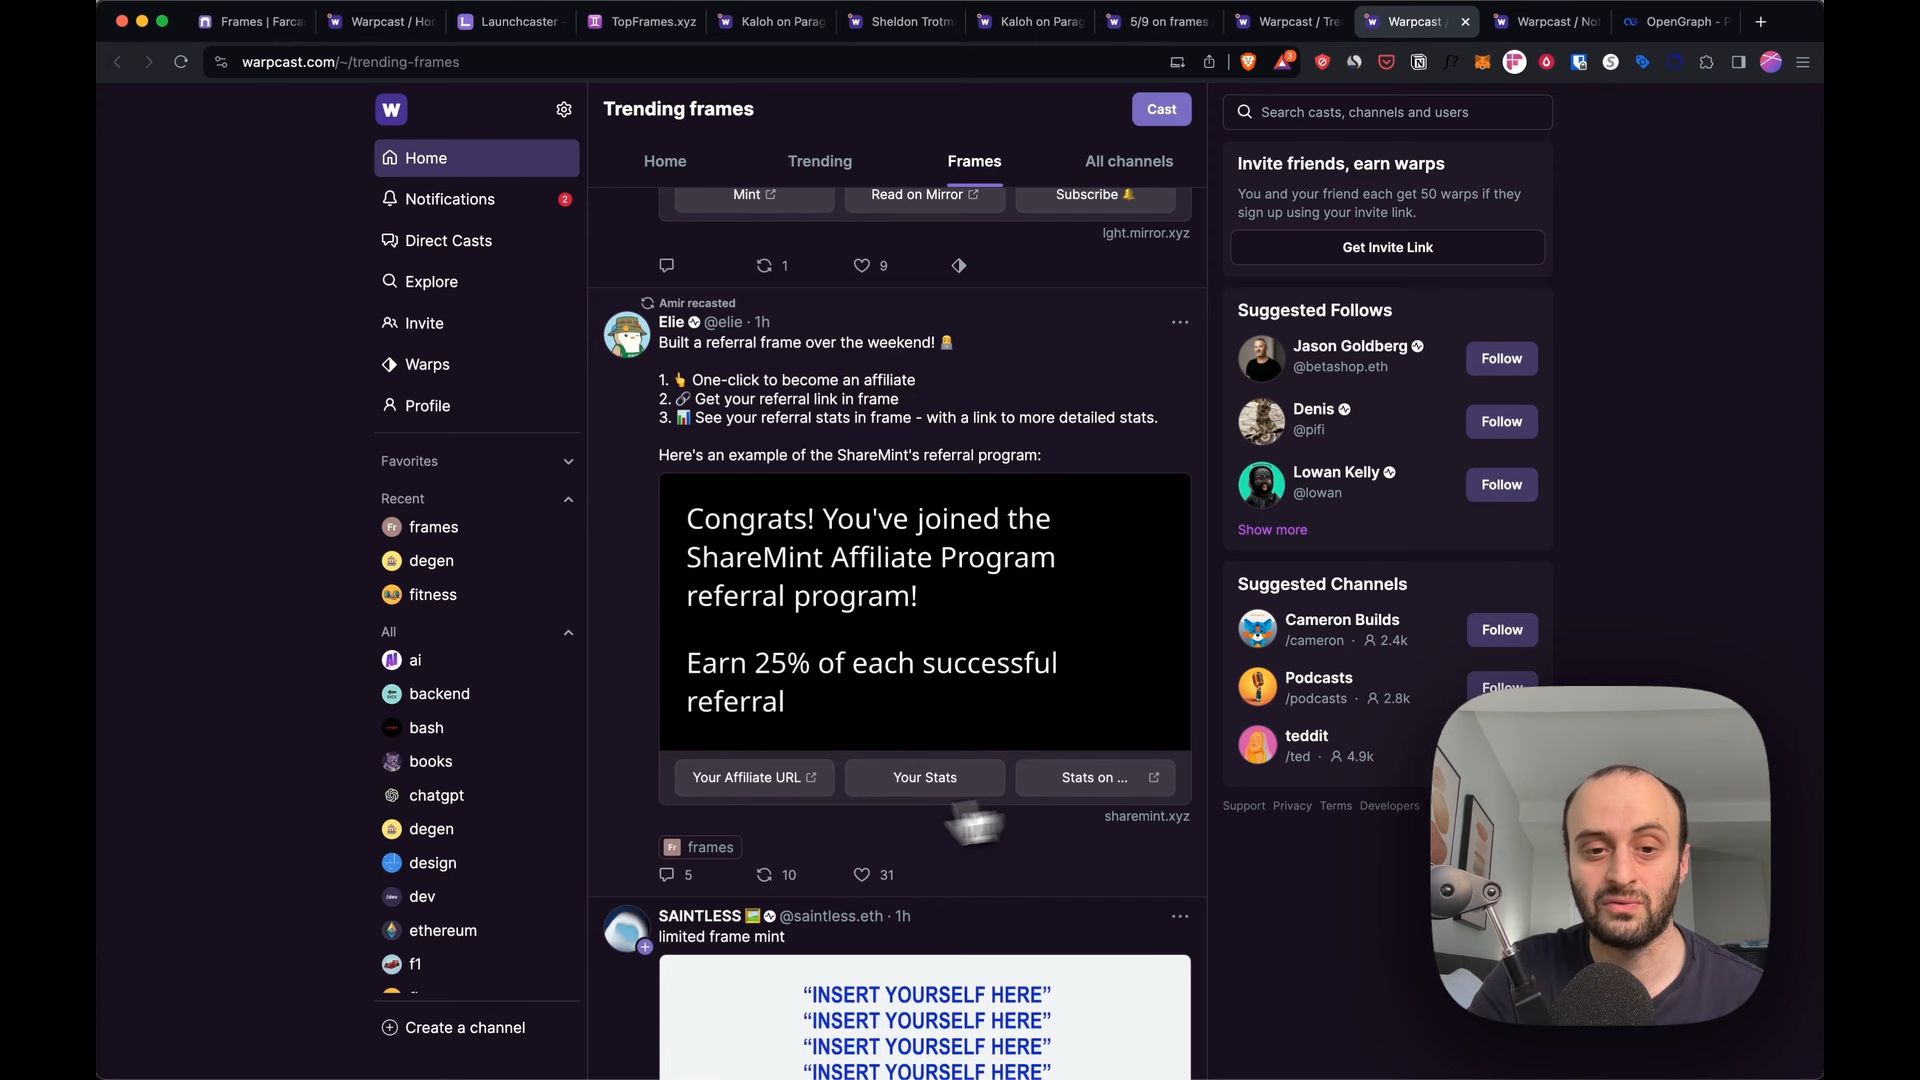 Frames | Farcas
Warpcast / Hor
Launchcaster -
TopFrames.xyz
Kaloh on Parag
Sheldon Trotm
Kaloh on Parag
5/9 on frames
Warpcast / Tre
Warpcast /
Warpcast / Not
OpenGraph - P
warpcast.com/~/trending-frames
3
W
Home
Notifications
2
Direct Casts
Explore
Invite
Warps
Profile
Favorites
Recent
Fr frames
degen
fitness
All
ai
backend
bash
books
chatgpt
degen
design
/dev dev
ethereum
f1
Create a channel
Trending frames
Cast
Home
Trending
Frames
All channels
Mint
Read on Mirror
Subscribe 🔔
lght.mirror.xyz
1
9
Amir recasted
Elie @elie · 1h
Built a referral frame over the weekend! 👨‍💻
1. 👆 One-click to become an affiliate
2. 🔗 Get your referral link in frame
3. 📊 See your referral stats in frame - with a link to more detailed stats.
Here's an example of the ShareMint's referral program:
Congrats! You've joined the
ShareMint Affiliate Program
referral program!
Earn 25% of each successful
referral
Your Affiliate URL
Your Stats
Stats on ...
sharemint.xyz
Fr frames
5
10
31
SAINTLESS 🖼️ @saintless.eth · 1h
limited frame mint
“INSERT YOURSELF HERE”
“INSERT YOURSELF HERE”
“INSERT YOURSELF HERE”
“INSERT YOURSELF HERE”
Search casts, channels and users
Invite friends, earn warps
You and your friend each get 50 warps if they
sign up using your invite link.
Get Invite Link
Suggested Follows
Jason Goldberg
@betashop.eth
Follow
Denis
@pifi
Follow
Lowan Kelly
@lowan
Follow
Show more
Suggested Channels
Cameron Builds
/cameron · 2.4k
Follow
Podcasts
/podcasts · 2.8k
Follow
teddit
/ted · 4.9k
Support
Privacy
Terms
Developers